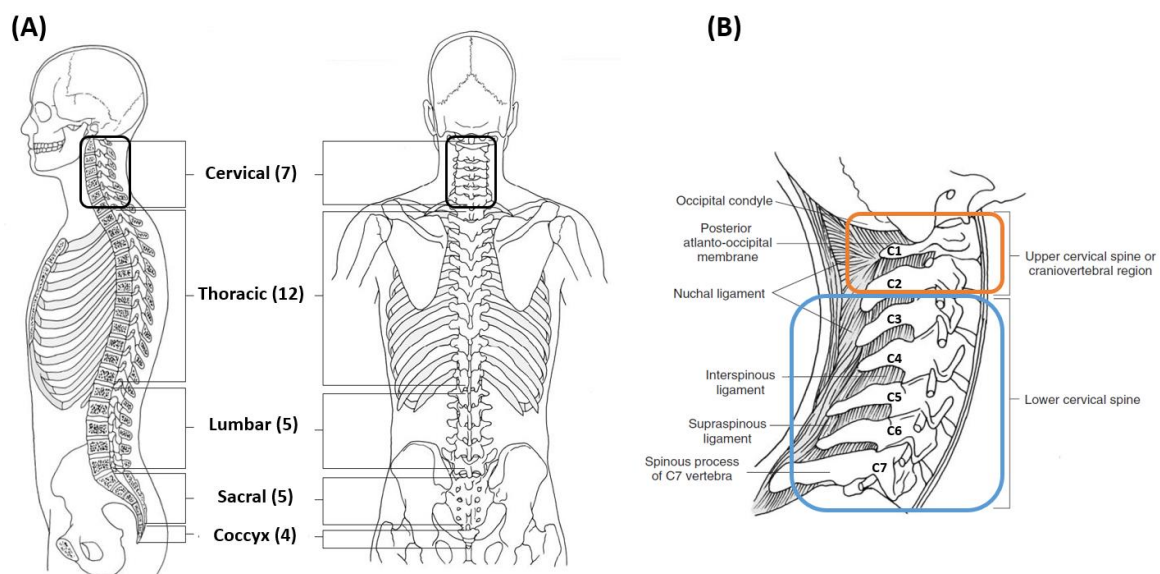 (A)
(B)
Cervical (7)
Thoracic (12)
Lumbar (5)
Sacral (5)
Coccyx (4)
Occipital condyle
Posterior
atlanto-occipital
membrane
Nuchal ligament
Interspinous
ligament
Supraspinous
ligament
Spinous process
of C7 vertebra
C1
C2
C3
C4
C5
C6
C7
Upper cervical spine or
craniovertebral region
Lower cervical spine